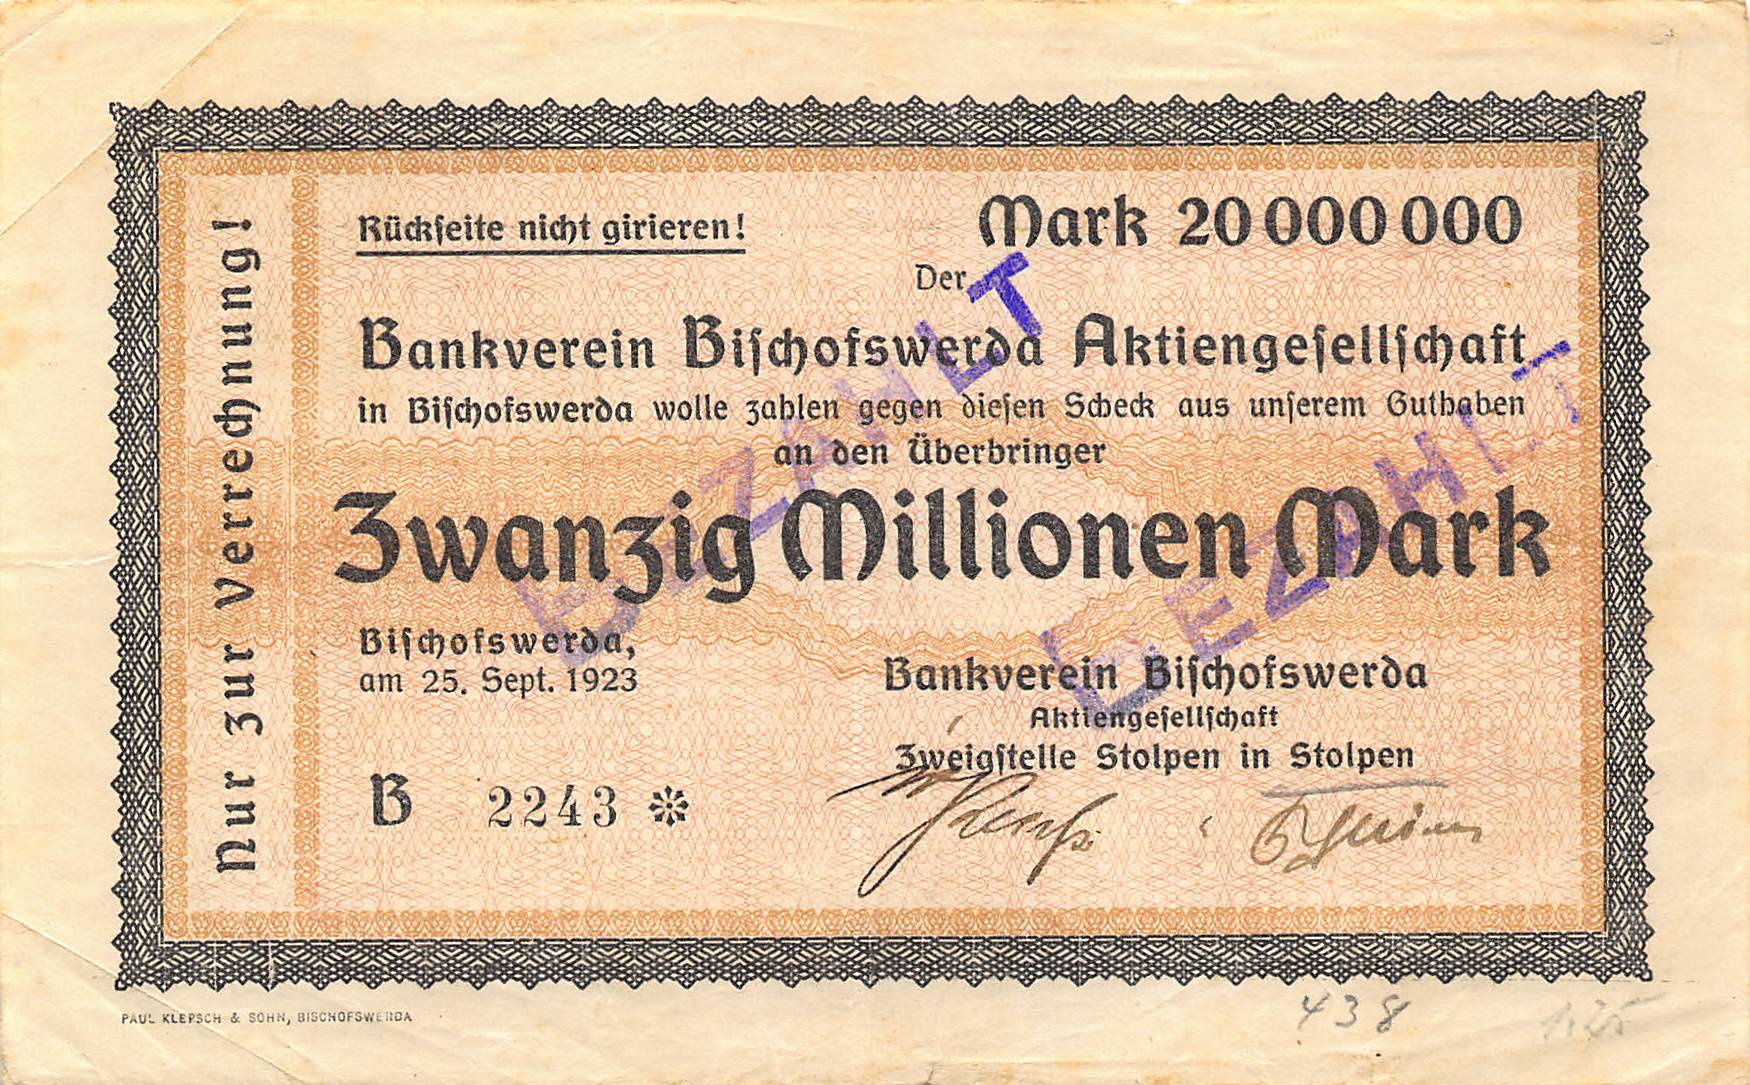 Nur zur Verrechnung!
Rückseite nicht girieren!
Mark 20 000 000
Der
Bankverein Bischofswerda Aktiengesellschaft
in Bischofswerda wolle zahlen gegen diesen Scheck aus unserem Guthaben
an den Überbringer
Zwanzig Millionen Mark
Bischofswerda,
am 25. Sept. 1923
Bankverein Bischofswerda
Aktiengesellschaft
Zweigstelle Stolpen in Stolpen
B 2243 *
BEZAHLT
BEZAHLT
PAUL KLEPSCH & SOHN, BISCHOFSWERDA
438
1.25